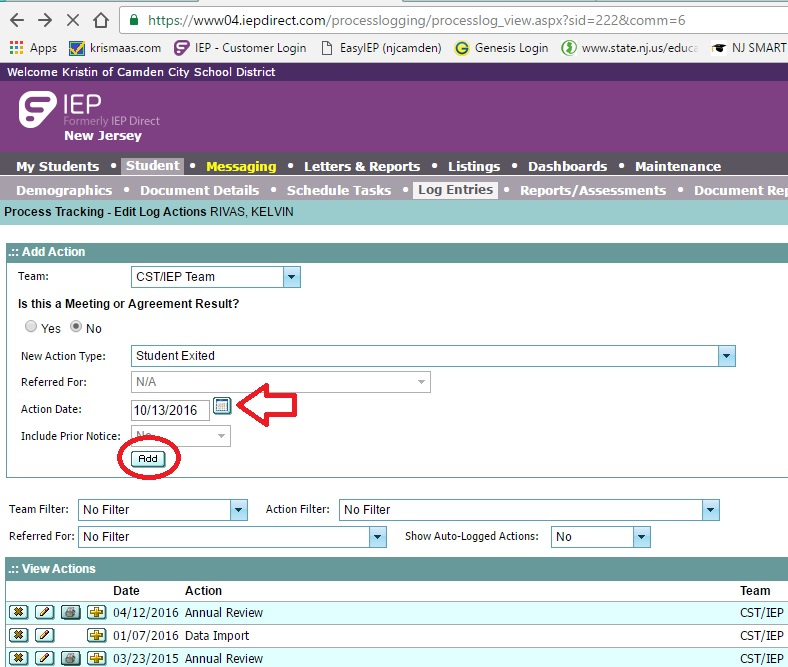 https://www04.iepdirect.com/processlogging/processlog_view.aspx?sid=222&comm=6
Apps krismaas.com IEP - Customer Login EasyIEP (njcamden) Genesis Login www.state.nj.us/educa NJ SMART
Welcome Kristin of Camden City School District
IEP
Formerly IEP Direct
New Jersey
My Students • Student • Messaging • Letters & Reports • Listings • Dashboards • Maintenance
Demographics • Document Details • Schedule Tasks • Log Entries • Reports/Assessments • Document Rep
Process Tracking - Edit Log Actions RIVAS, KELVIN
.:: Add Action
Team: CST/IEP Team
Is this a Meeting or Agreement Result?
Yes No
New Action Type: Student Exited
Referred For: N/A
Action Date: 10/13/2016
Include Prior Notice: No
Add
Team Filter: No Filter Action Filter: No Filter
Referred For: No Filter Show Auto-Logged Actions: No
.:: View Actions
Date Action Team
04/12/2016 Annual Review CST/IEP
01/07/2016 Data Import CST/IEP
03/23/2015 Annual Review CST/IEP